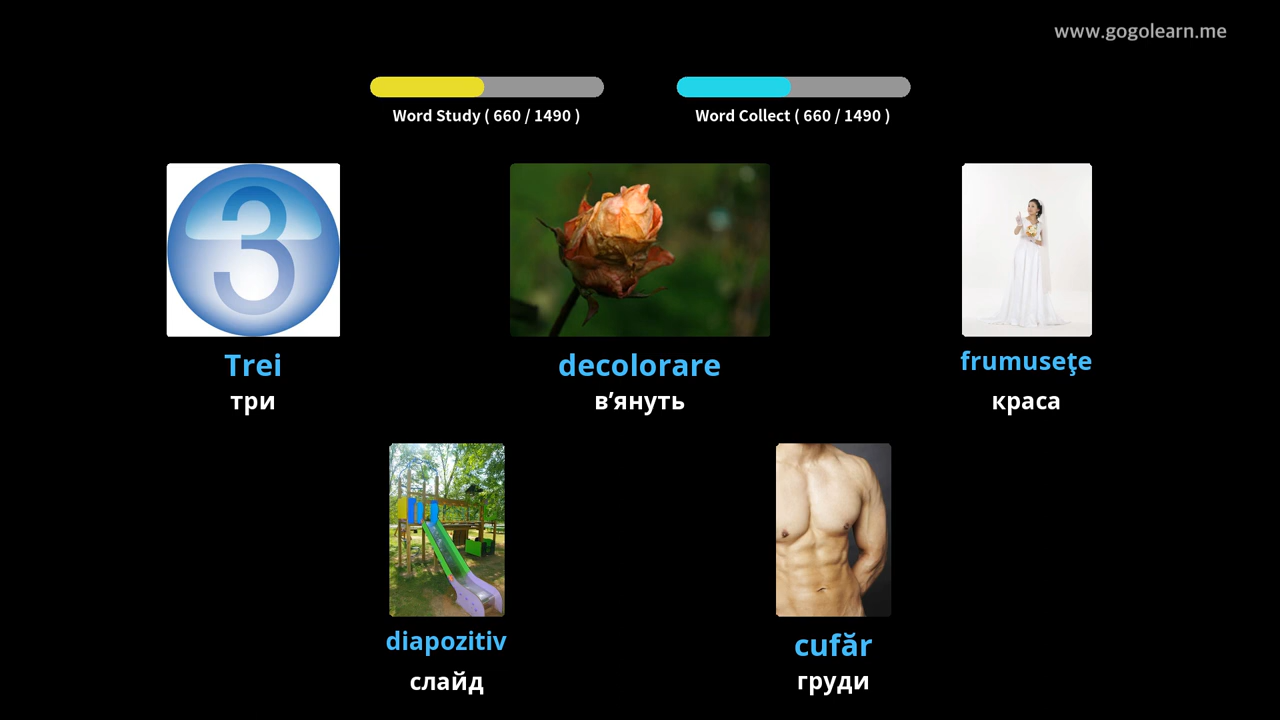 www.gogolearn.me
Word Study ( 660 / 1490 )
Word Collect ( 660 / 1490 )
3
Trei
три
decolorare
в’януть
frumuseţe
краса
diapozitiv
слайд
cufăr
груди